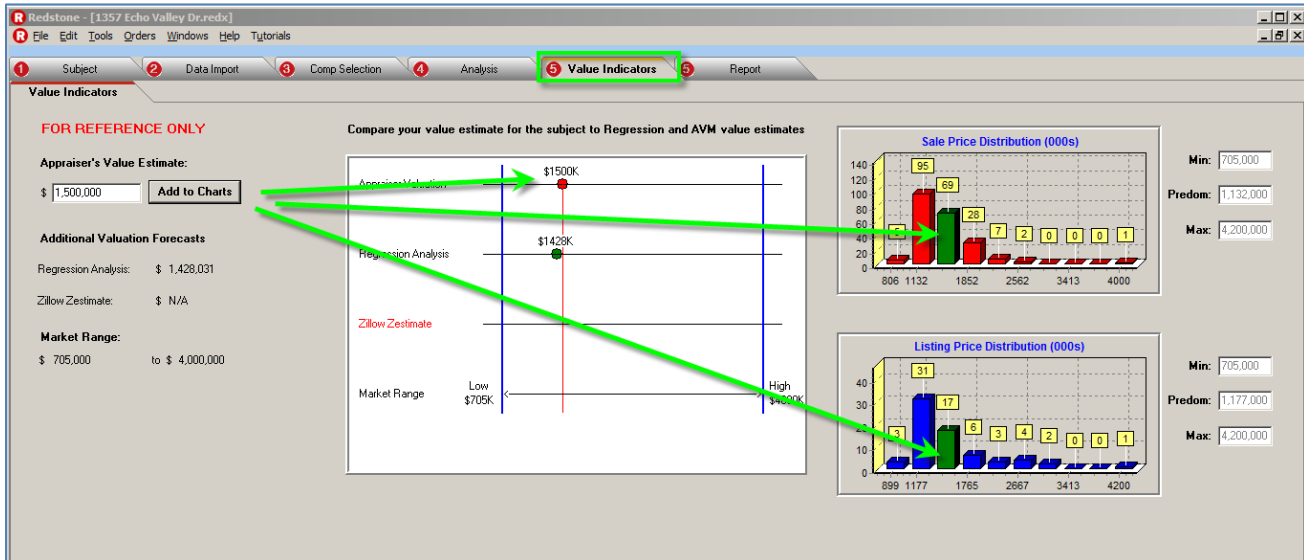 Redstone - [1357 Echo Valley Dr.redx]
File Edit Tools Orders Windows Help Tutorials
1 Subject 2 Data Import 3 Comp Selection 4 Analysis 5 Value Indicators 6 Report
Value Indicators
FOR REFERENCE ONLY
Appraiser's Value Estimate:
$ 1,500,000 Add to Charts
Additional Valuation Forecasts
Regression Analysis: $ 1,428,031
Zillow Zestimate: $ N/A
Market Range:
$ 705,000 to $ 4,000,000
Compare your value estimate for the subject to Regression and AVM value estimates
$1500K
Appraiser Valuation
$1428K
Regression Analysis
Zillow Zestimate
Market Range
Low
$705K
High
$4000K
Sale Price Distribution (000s)
140
120
100
80
60
40
20
0
95 69 28 7 2 0 0 0 1
806 1132 1852 2562 3413 4000
Min: 705,000
Predom: 1,132,000
Max: 4,200,000
Listing Price Distribution (000s)
40
30
20
10
0
3 31 17 6 3 4 2 0 0 1
899 1177 1765 2667 3413 4200
Min: 705,000
Predom: 1,177,000
Max: 4,200,000